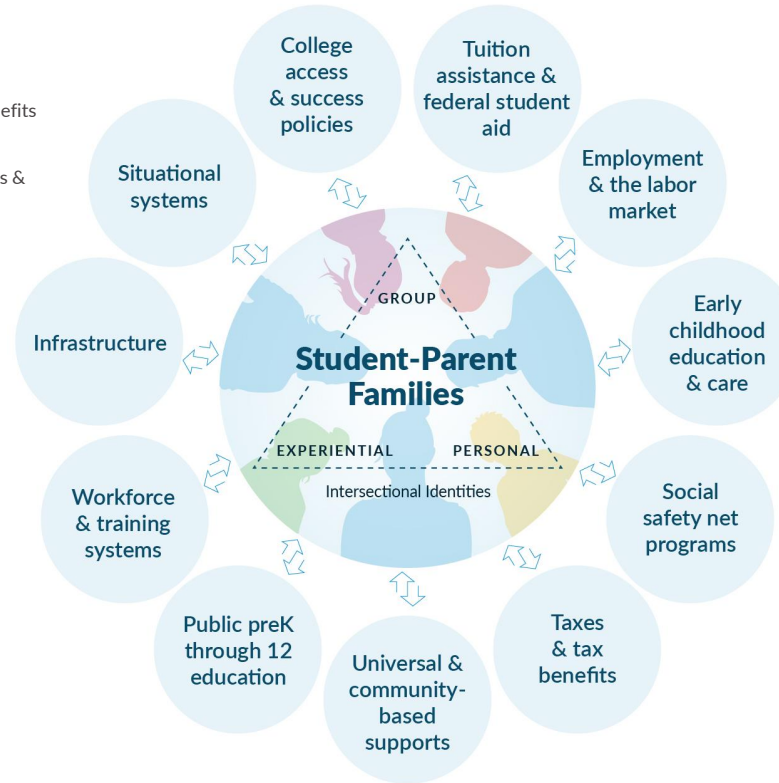 efits
s &
College
access
& success
policies
Tuition
assistance &
federal student
aid
Employment
& the labor
market
Early
childhood
education
& care
Social
safety net
programs
Taxes
& tax
benefits
Universal &
community-
based
supports
Public preK
through 12
education
Workforce
& training
systems
Infrastructure
Situational
systems
GROUP
Student-Parent
Families
EXPERIENTIAL PERSONAL
Intersectional Identities